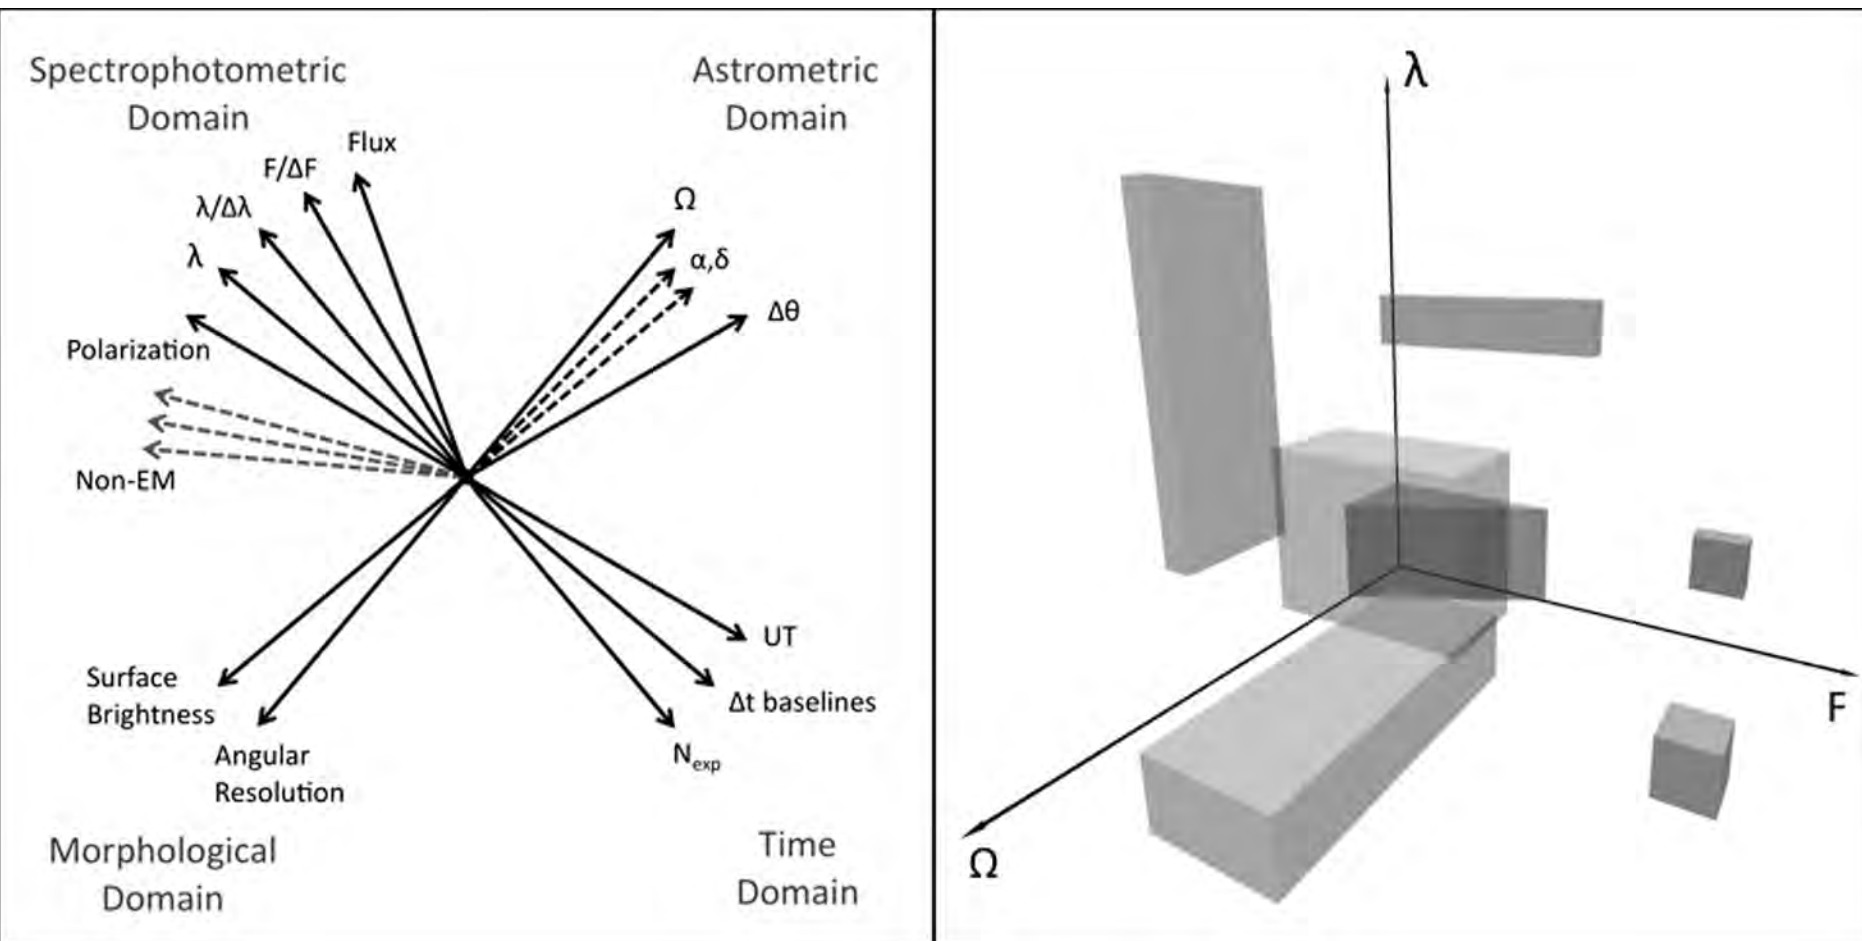 Spectrophotometric
Domain
Flux
F/ΔF
λ/Δλ
λ
Polarization
Non-EM
Astrometric
Domain
Ω
α,δ
Δθ
Surface
Brightness
Angular
Resolution
Morphological
Domain
UT
Δt baselines
Nexp
Time
Domain
λ
F
Ω